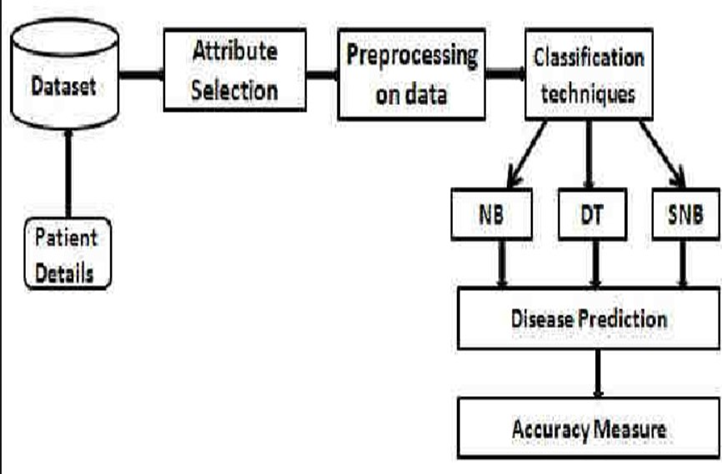 Dataset
Attribute
Selection
Preprocessing
on data
Classification
techniques
Patient
Details
NB
DT
SNB
Disease Prediction
Accuracy Measure